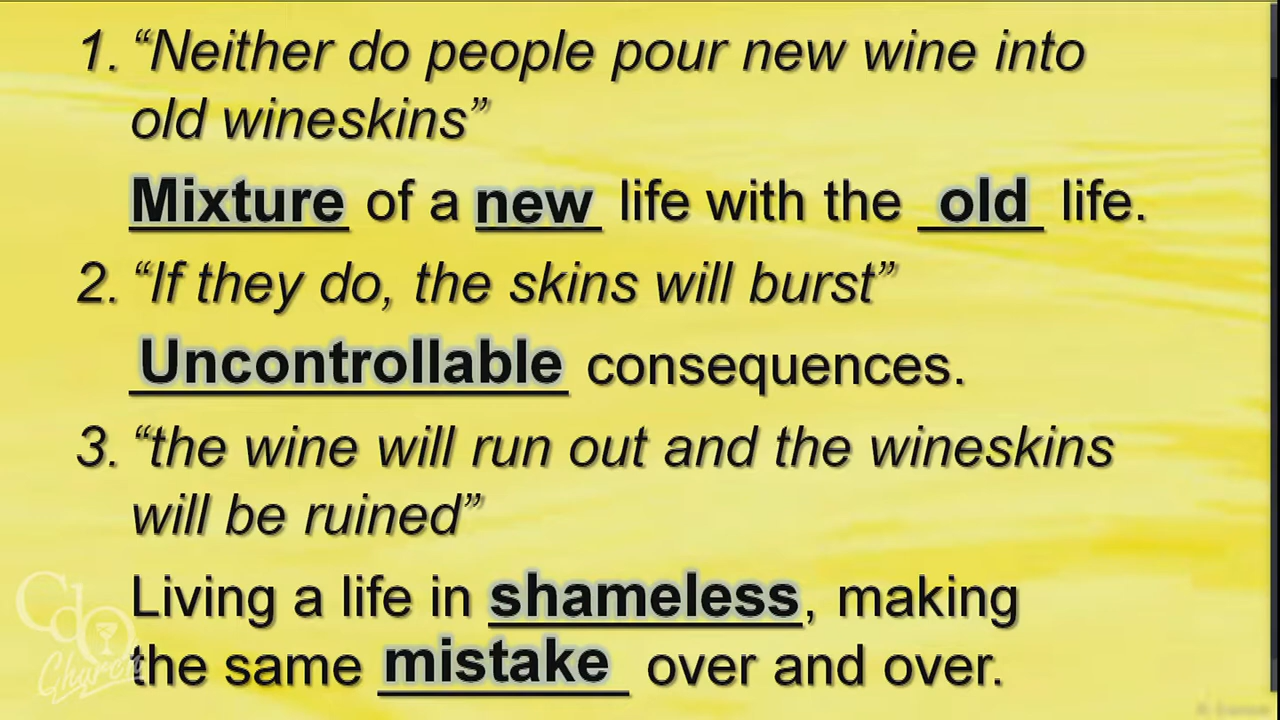 1. “Neither do people pour new wine into
old wineskins”
Mixture of a new life with the old life.
2. “If they do, the skins will burst”
Uncontrollable consequences.
3. “the wine will run out and the wineskins
will be ruined”
Living a life in shameless, making
the same mistake over and over.
Cdo
Church